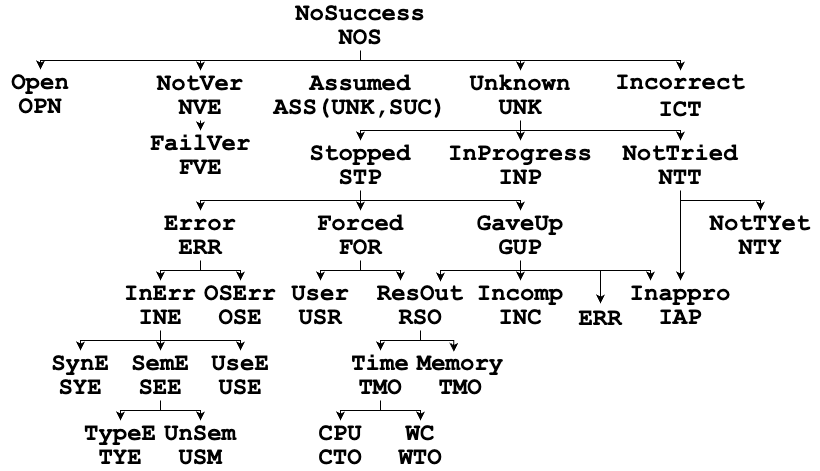 NoSuccess
NOS
Open NotVer Assumed Unknown Incorrect
OPN NVE ASS(UNK,SUC) UNK ICT
FailVer
FVE
Stopped InProgress NotTried
STP INP NTT
Error Forced GaveUp NotTYet
ERR FOR GUP NTY
InErr OSErr User ResOut Incomp Inappro
INE OSE USR RSO INC ERR IAP
SynE SemE UseE Time Memory
SYE SEE USE TMO TMO
TypeE UnSem CPU WC
TYE USM CTO WTO